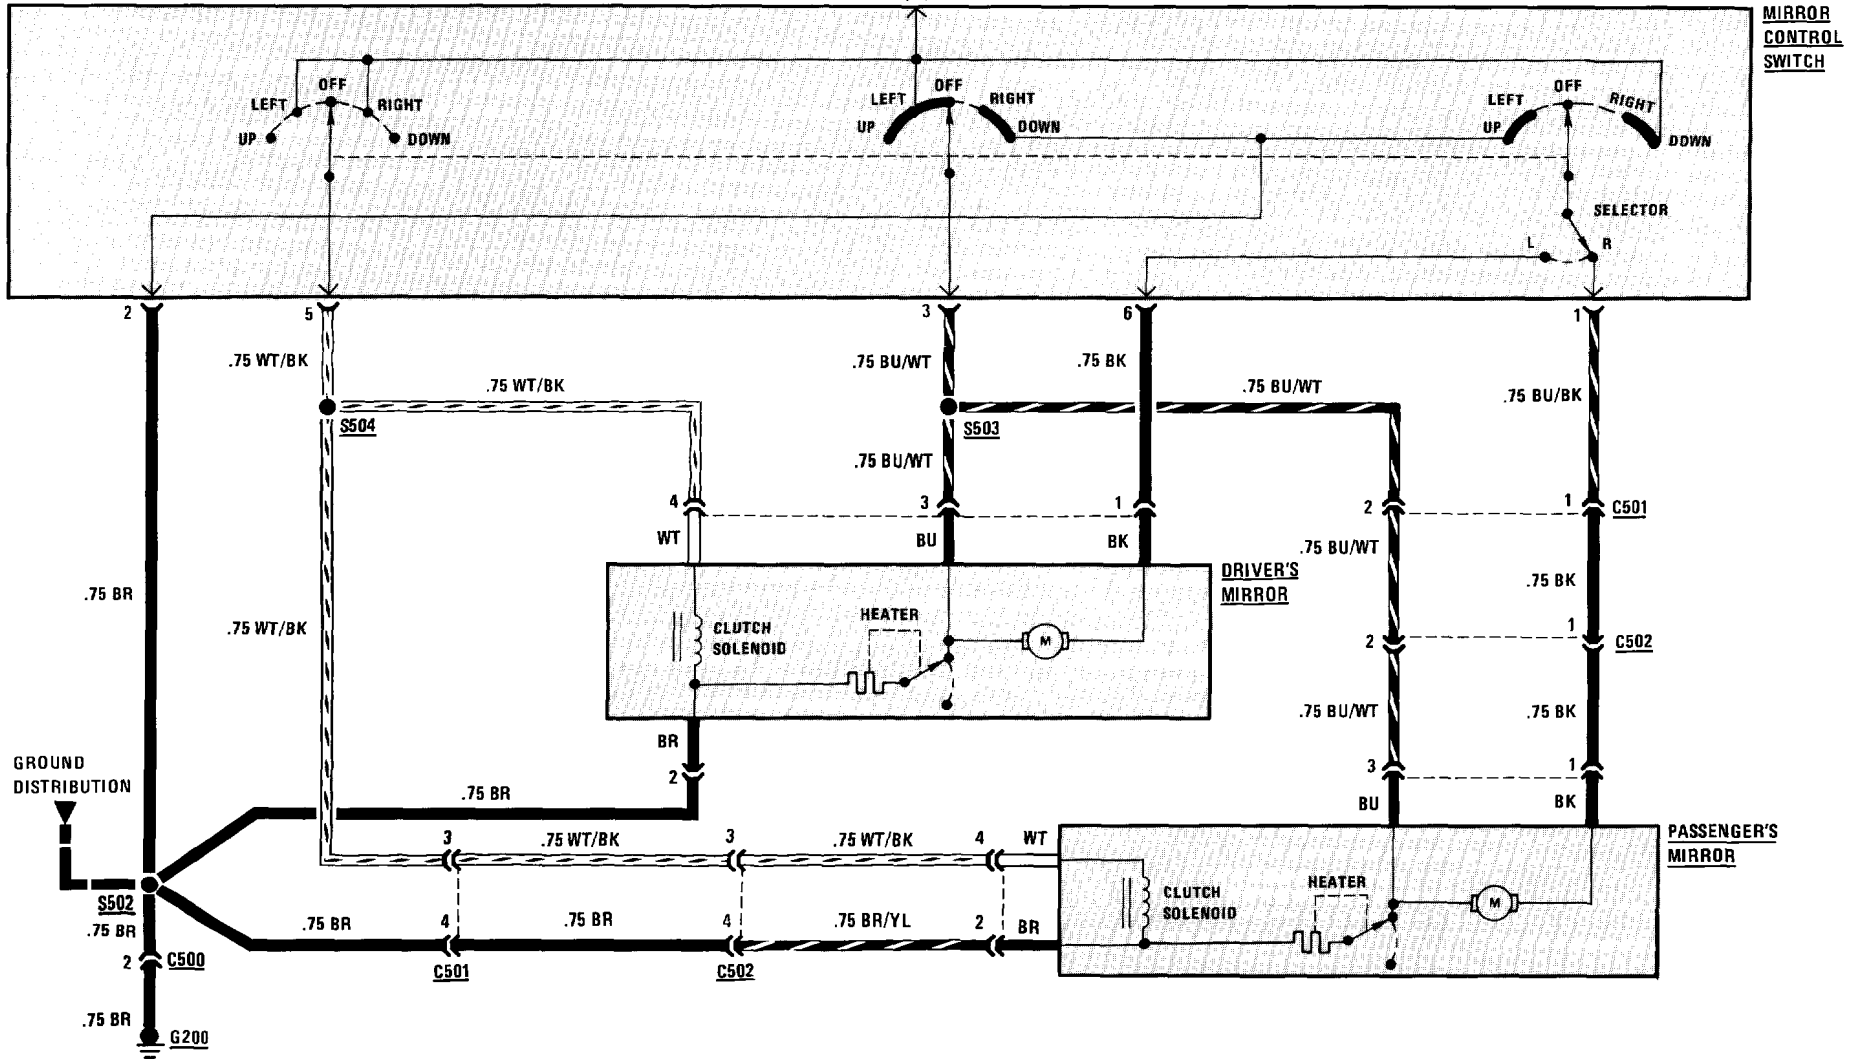 MIRROR
CONTROL
SWITCH
OFF
LEFT
RIGHT
UP
DOWN
OFF
LEFT
RIGHT
UP
DOWN
OFF
LEFT
RIGHT
UP
DOWN
SELECTOR
L
R
2
5
3
6
1
.75 WT/BK
.75 WT/BK
.75 BU/WT
.75 BK
.75 BU/WT
.75 BU/BK
S504
S503
.75 BU/WT
4
3
1
2
1
C501
WT
BU
BK
.75 BU/WT
DRIVER'S
MIRROR
.75 BK
.75 BR
.75 WT/BK
HEATER
CLUTCH
SOLENOID
M
1
2
C502
.75 BU/WT
.75 BK
BR
2
3
1
GROUND
DISTRIBUTION
.75 BR
BU
BK
3
.75 WT/BK
3
.75 WT/BK
4
WT
PASSENGER'S
MIRROR
HEATER
CLUTCH
SOLENOID
M
S502
.75 BR
.75 BR
4
.75 BR
4
.75 BR/YL
2
BR
2
C500
C501
C502
.75 BR
G200